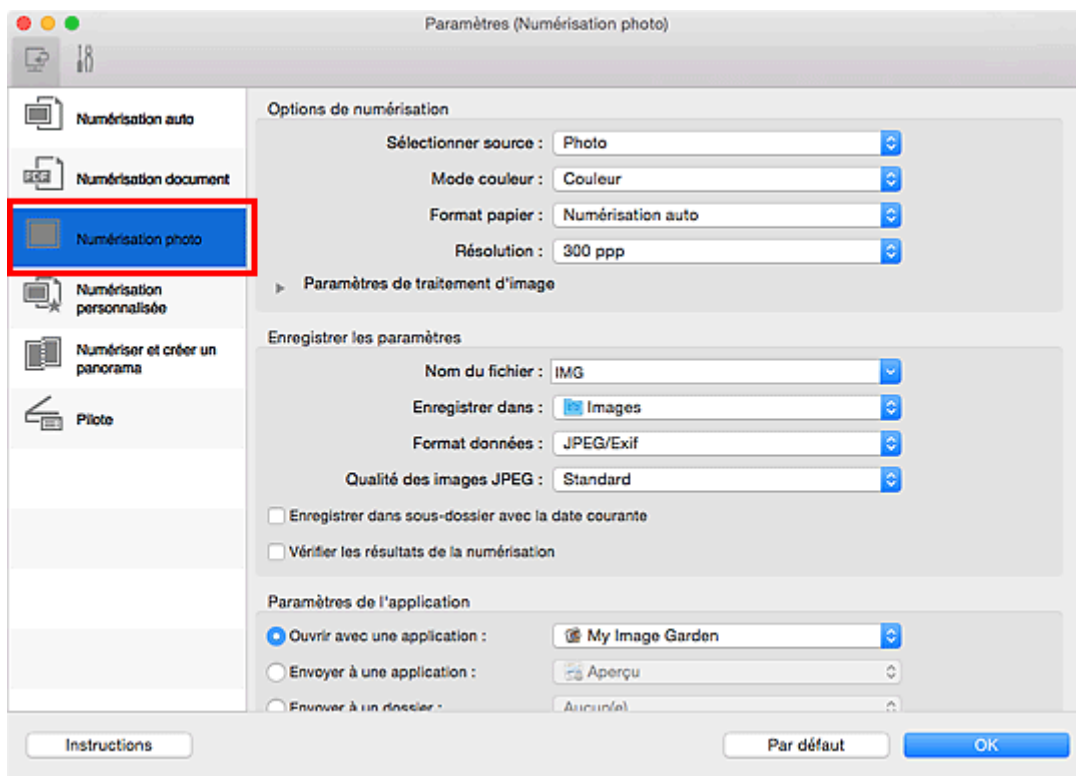 Paramètres (Numérisation photo)
Numérisation auto
Numérisation document
Numérisation photo
Numérisation
personnalisée
Numériser et créer un
panorama
Pilote
Options de numérisation
Sélectionner source : Photo
Mode couleur : Couleur
Format papier : Numérisation auto
Résolution : 300 ppp
Paramètres de traitement d'image
Enregistrer les paramètres
Nom du fichier : IMG
Enregistrer dans : Images
Format données : JPEG/Exif
Qualité des images JPEG : Standard
Enregistrer dans sous-dossier avec la date courante
Vérifier les résultats de la numérisation
Paramètres de l'application
Ouvrir avec une application : My Image Garden
Envoyer à une application : Aperçu
Envoyer à un dossier : Aucun(e)
Instructions
Par défaut
OK